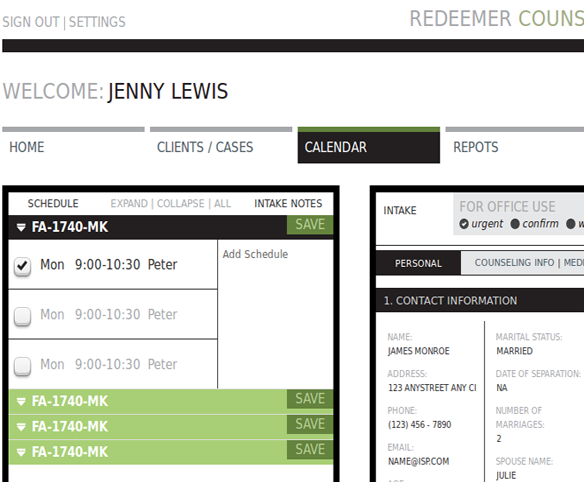 SIGN OUT | SETTINGS
REDEEMER COUNS
WELCOME: JENNY LEWIS
HOME
CLIENTS / CASES
CALENDAR
REPOTS
SCHEDULE
EXPAND | COLLAPSE | ALL
INTAKE NOTES
FA-1740-MK
SAVE
Mon 9:00-10:30 Peter
Add Schedule
Mon 9:00-10:30 Peter
Mon 9:00-10:30 Peter
FA-1740-MK
SAVE
FA-1740-MK
SAVE
FA-1740-MK
SAVE
INTAKE
FOR OFFICE USE
urgent
confirm
PERSONAL
COUNSELING INFO | MEDI
1. CONTACT INFORMATION
NAME:
JAMES MONROE
ADDRESS:
123 ANYSTREET ANY CI
PHONE:
(123) 456 - 7890
EMAIL:
NAME@ISP.COM
MARITAL STATUS:
MARRIED
DATE OF SEPARATION:
NA
NUMBER OF
MARRIAGES:
2
SPOUSE NAME:
JULIE